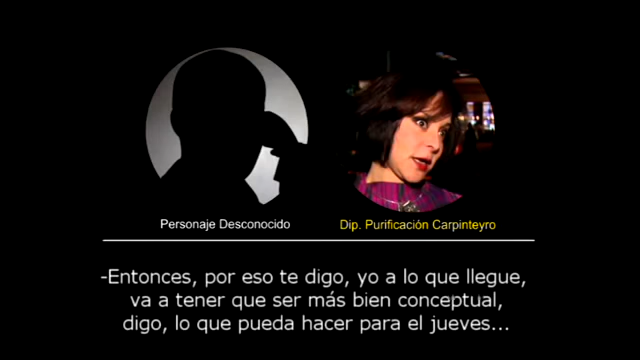 Personaje Desconocido
Dip. Purificación Carpinteyro
-Entonces, por eso te digo, yo a lo que llegue,
va a tener que ser más bien conceptual,
digo, lo que pueda hacer para el jueves...